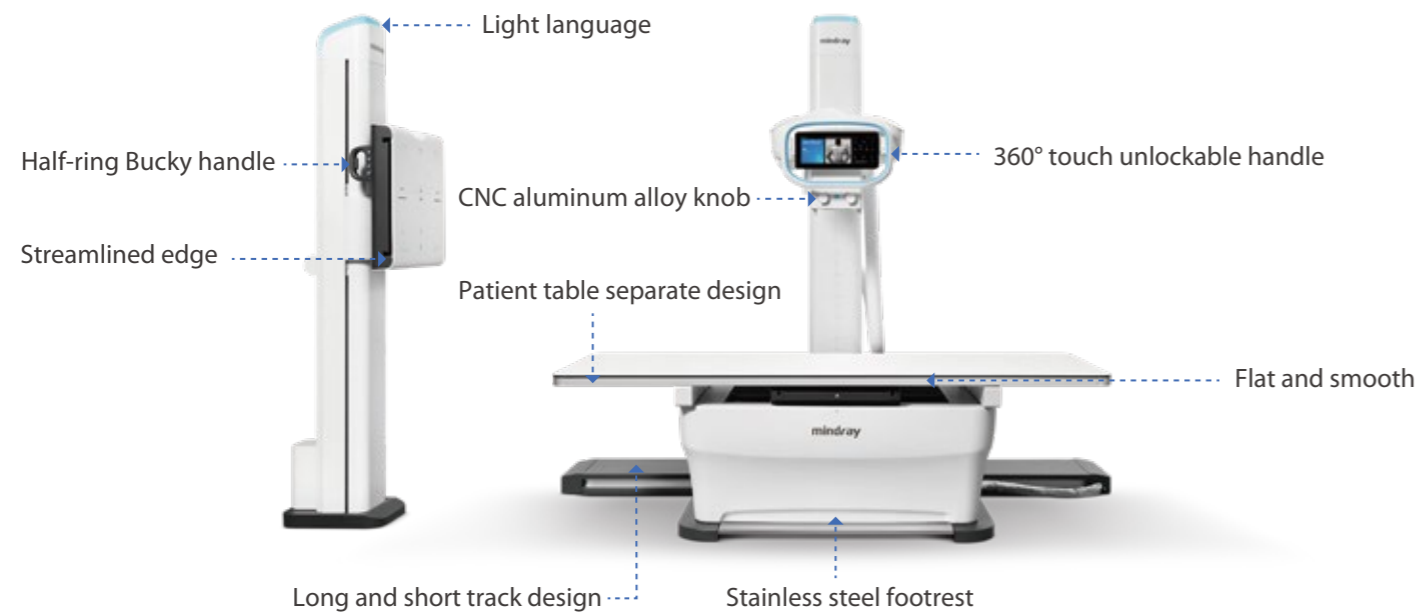 Light language
mindray
Half-ring Bucky handle
360° touch unlockable handle
CNC aluminum alloy knob
Streamlined edge
Patient table separate design
Flat and smooth
mindray
Long and short track design
Stainless steel footrest